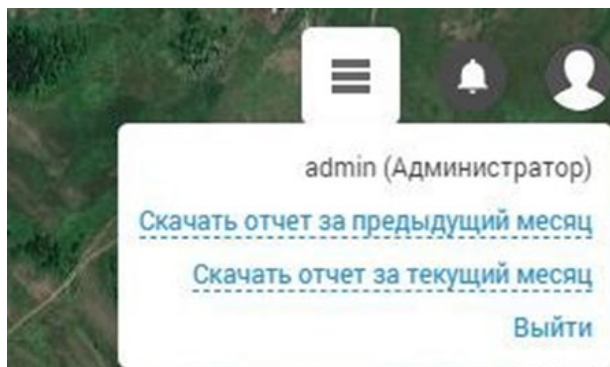 admin (Администратор)
Скачать отчет за предыдущий месяц
Скачать отчет за текущий месяц
Выйти